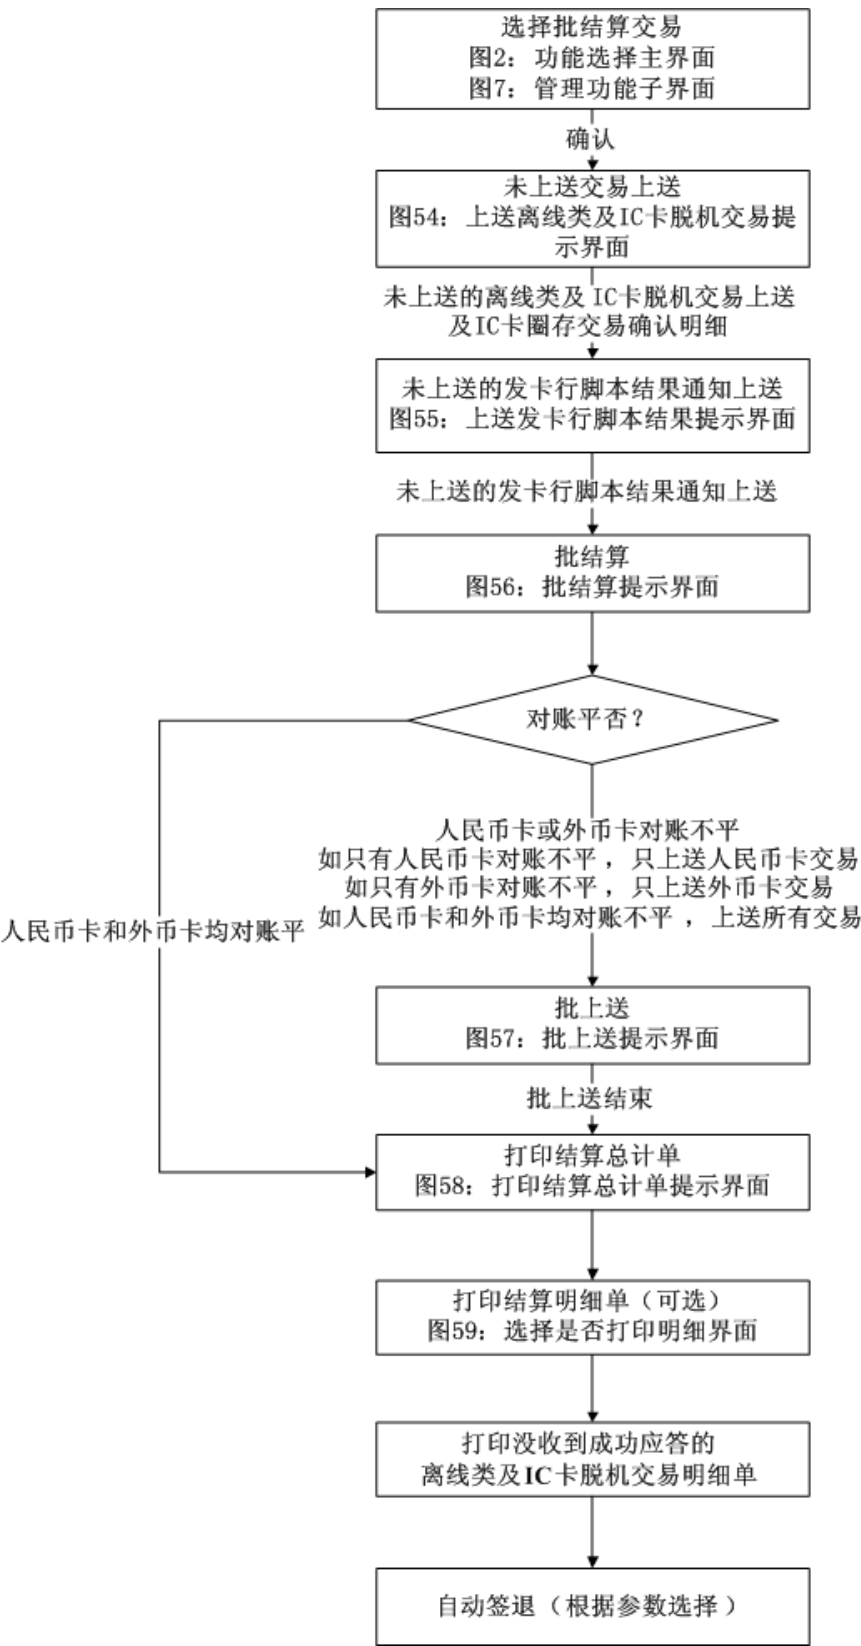 选择批结算交易
图2：功能选择主界面
图7：管理功能子界面
确认
未上送交易上送
图54：上送离线类及IC卡脱机交易提
示界面
未上送的离线类及 IC卡脱机交易上送
及IC卡圈存交易确认明细
未上送的发卡行脚本结果通知上送
图55：上送发卡行脚本结果提示界面
未上送的发卡行脚本结果通知上送
批结算
图56：批结算提示界面
对账平否？
人民币卡或外币卡对账不平
如只有人民币卡对账不平，只上送人民币卡交易
如只有外币卡对账不平，只上送外币卡交易
如人民币卡和外币卡均对账不平，上送所有交易
人民币卡和外币卡均对账平
批上送
图57：批上送提示界面
批上送结束
打印结算总计单
图58：打印结算总计单提示界面
打印结算明细单（可选）
图59：选择是否打印明细界面
打印没收到成功应答的
离线类及IC卡脱机交易明细单
自动签退（根据参数选择）